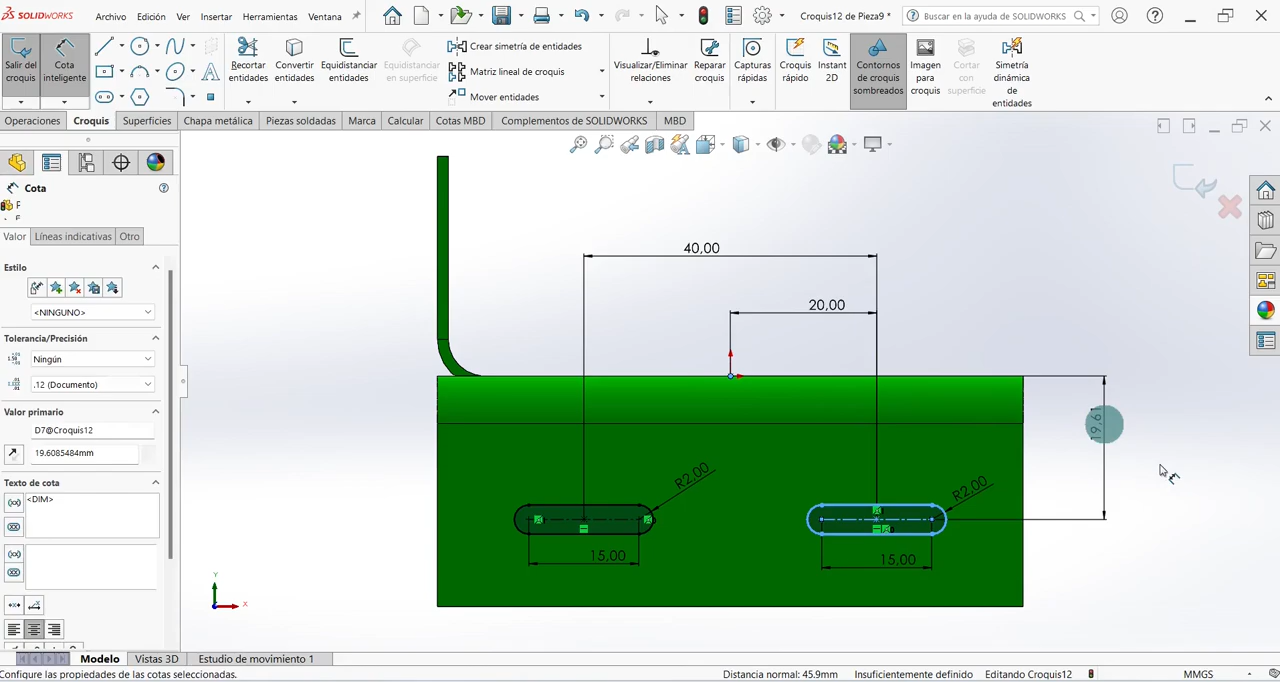 SOLIDWORKS
Archivo Edición Ver Insertar Herramientas Ventana
Croquis12 de Pieza9 *
Buscar en la ayuda de SOLIDWORKS
Salir del croquis
Cota inteligente
Recortar entidades
Convertir entidades
Equidistanciar entidades
Equidistanciar en superficie
Crear simetría de entidades
Matriz lineal de croquis
Mover entidades
Visualizar/Eliminar relaciones
Reparar croquis
Capturas rápidas
Croquis rápido
Instant 2D
Contornos de croquis sombreados
Imagen para croquis
Cortar con superficie
Simetría dinámica de entidades
Operaciones Croquis Superficies Chapa metálica Piezas soldadas Marca Calcular Cotas MBD Complementos de SOLIDWORKS MBD
Cota
Valor Líneas indicativas Otro
Estilo
<NINGUNO>
Tolerancia/Precisión
Ningún
.12 (Documento)
Valor primario
D7@Croquis12
19.6085484mm
Texto de cota
<DIM>
40,00
20,00
19,61
R2,00
R2,00
15,00
15,00
Y
X
Modelo Vistas 3D Estudio de movimiento 1
Configure las propiedades de las cotas seleccionadas.
Distancia normal: 45.9mm Insuficientemente definido Editando Croquis12 MMGS